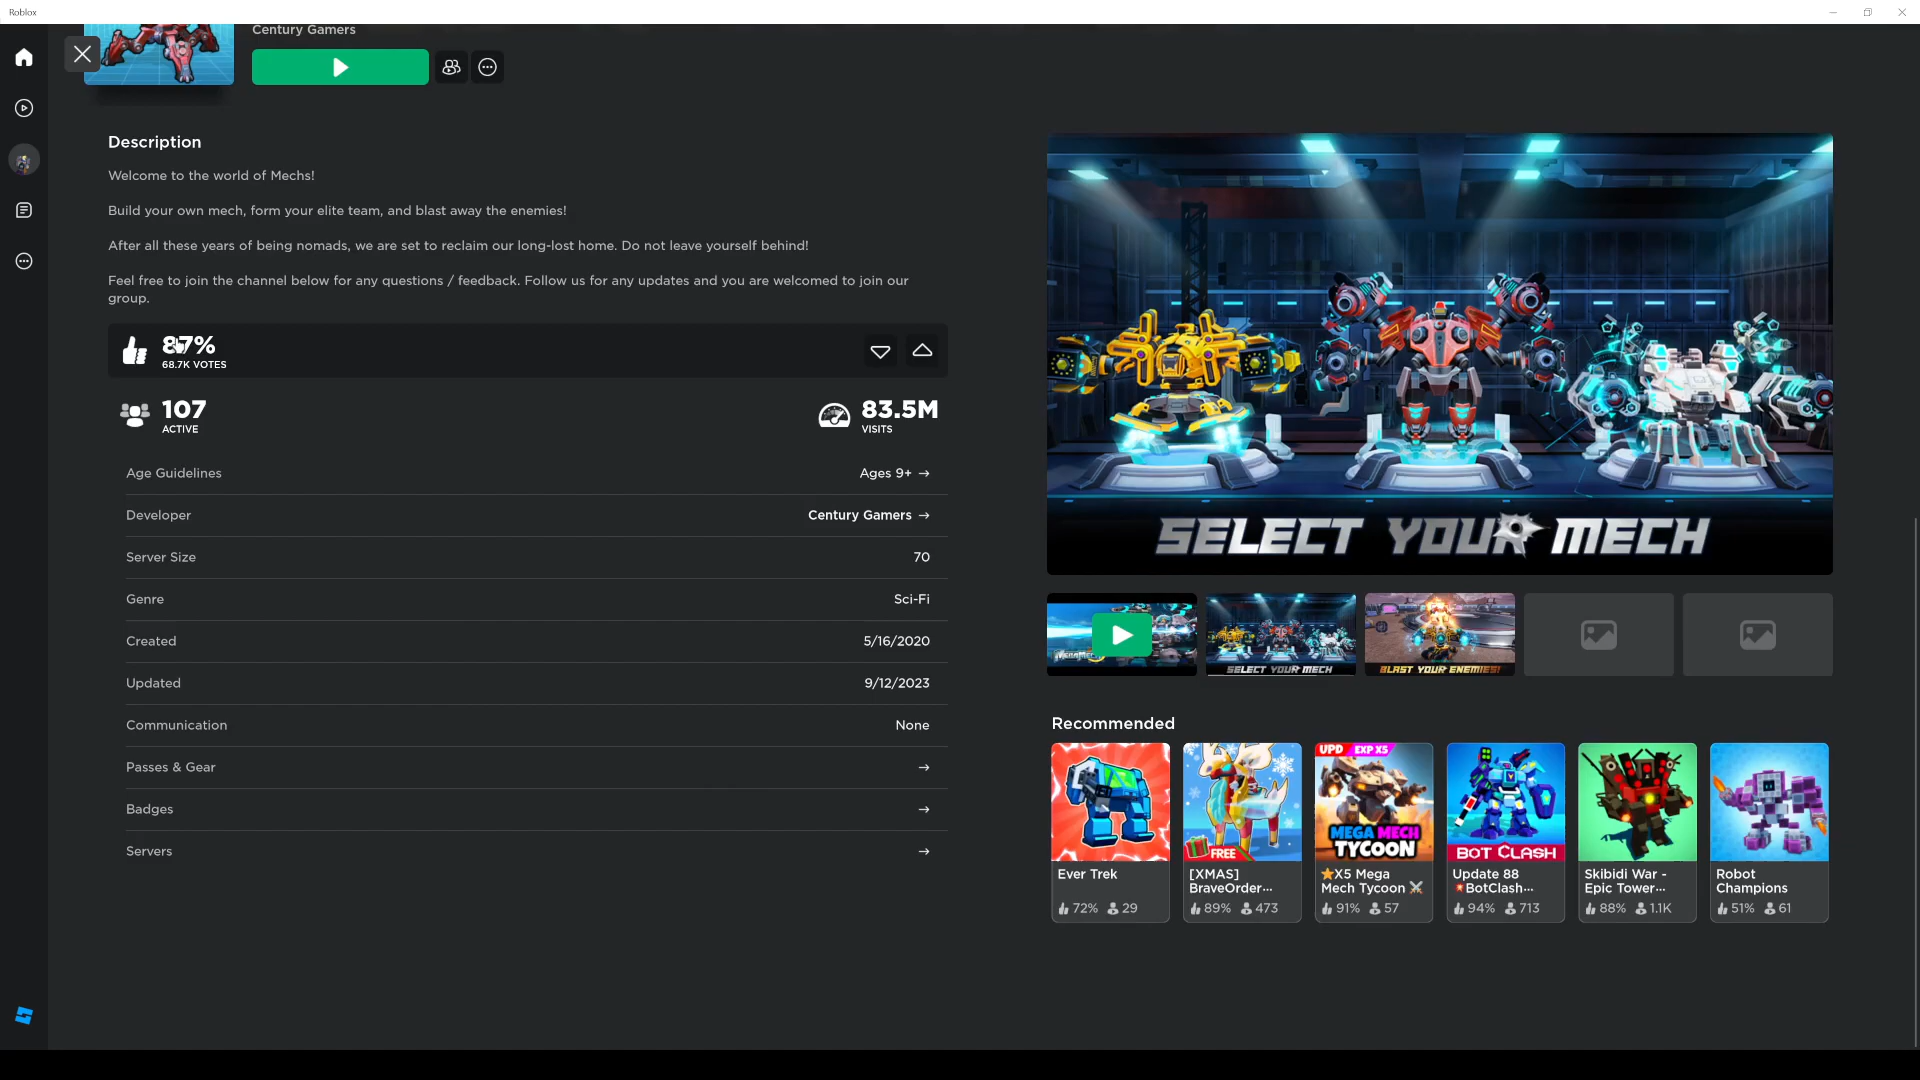 Roblox
Century Gamers
Description
Welcome to the world of Mechs!
Build your own mech, form your elite team, and blast away the enemies!
After all these years of being nomads, we are set to reclaim our long-lost home. Do not leave yourself behind!
Feel free to join the channel below for any questions / feedback. Follow us for any updates and you are welcomed to join our
group.
87%
68.7K VOTES
107
ACTIVE
83.5M
VISITS
Age Guidelines
Ages 9+ →
Developer
Century Gamers →
Server Size
70
Genre
Sci-Fi
Created
5/16/2020
Updated
9/12/2023
Communication
None
Passes & Gear
→
Badges
→
Servers
→
SELECT YOUR MECH
SELECT YOUR MECH
BLAST YOUR ENEMIES!
Recommended
FREE
UPD EXP X5
MEGA MECH
TYCOON
BOT CLASH
Ever Trek
72% 29
[XMAS]
BraveOrder...
89% 473
⭐X5 Mega
Mech Tycoon ⚔
91% 57
Update 88
💥BotClash...
94% 713
Skibidi War -
Epic Tower...
88% 1.1K
Robot
Champions
51% 61